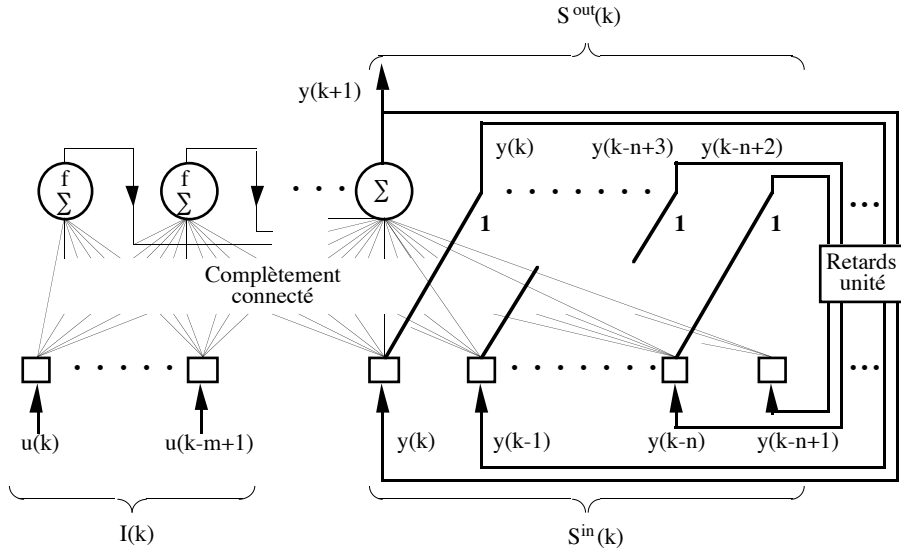 S out(k)
y(k+1)
y(k)
y(k-n+3)
y(k-n+2)
f
Σ
f
Σ
• • •
Σ
• • • • • • • •
• • •
1
1
1
Complètement
connecté
Retards
unité
• • • • • •
• • • • • • • •
• • •
u(k)
u(k-m+1)
y(k)
y(k-1)
y(k-n)
y(k-n+1)
I(k)
S in(k)